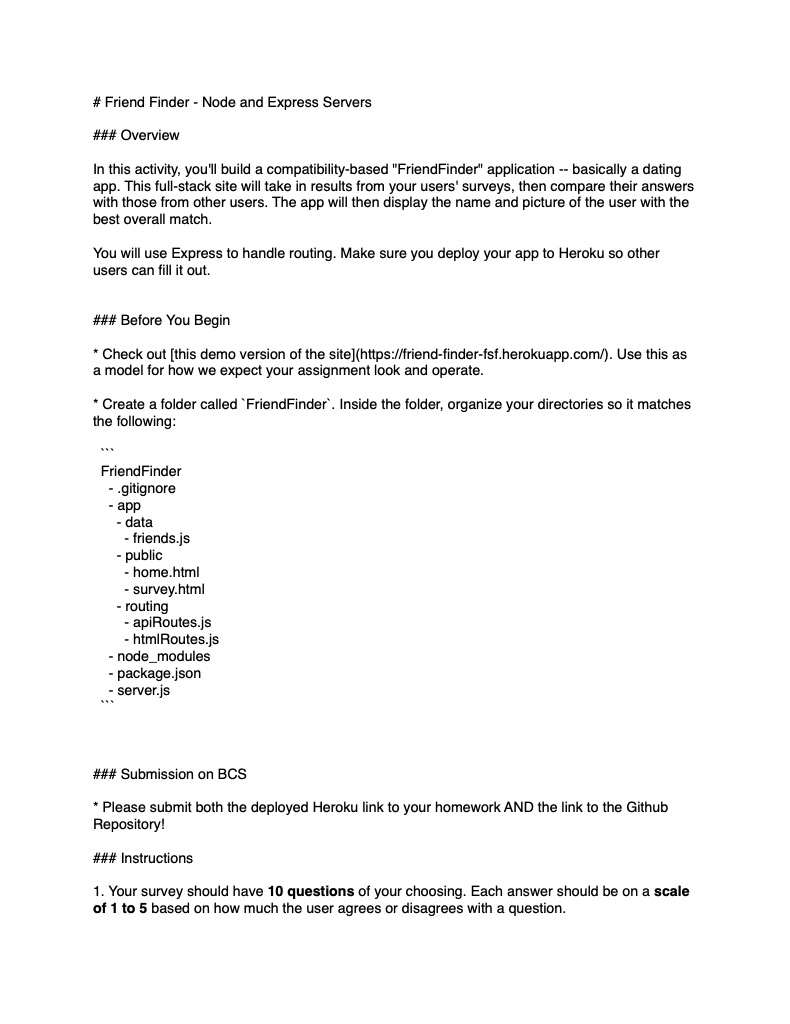 # Friend Finder - Node and Express Servers
### Overview
In this activity, you'll build a compatibility-based "FriendFinder" application -- basically a dating
app. This full-stack site will take in results from your users' surveys, then compare their answers
with those from other users. The app will then display the name and picture of the user with the
best overall match.
You will use Express to handle routing. Make sure you deploy your app to Heroku so other
users can fill it out.
### Before You Begin
* Check out [this demo version of the site](https://friend-finder-fsf.herokuapp.com/). Use this as
a model for how we expect your assignment look and operate.
* Create a folder called `FriendFinder`. Inside the folder, organize your directories so it matches
the following:
```
FriendFinder
- .gitignore
- app
- data
- friends.js
- public
- home.html
- survey.html
- routing
- apiRoutes.js
- htmlRoutes.js
- node_modules
- package.json
- server.js
```
### Submission on BCS
* Please submit both the deployed Heroku link to your homework AND the link to the Github
Repository!
### Instructions
1. Your survey should have 10 questions of your choosing. Each answer should be on a scale
of 1 to 5 based on how much the user agrees or disagrees with a question.